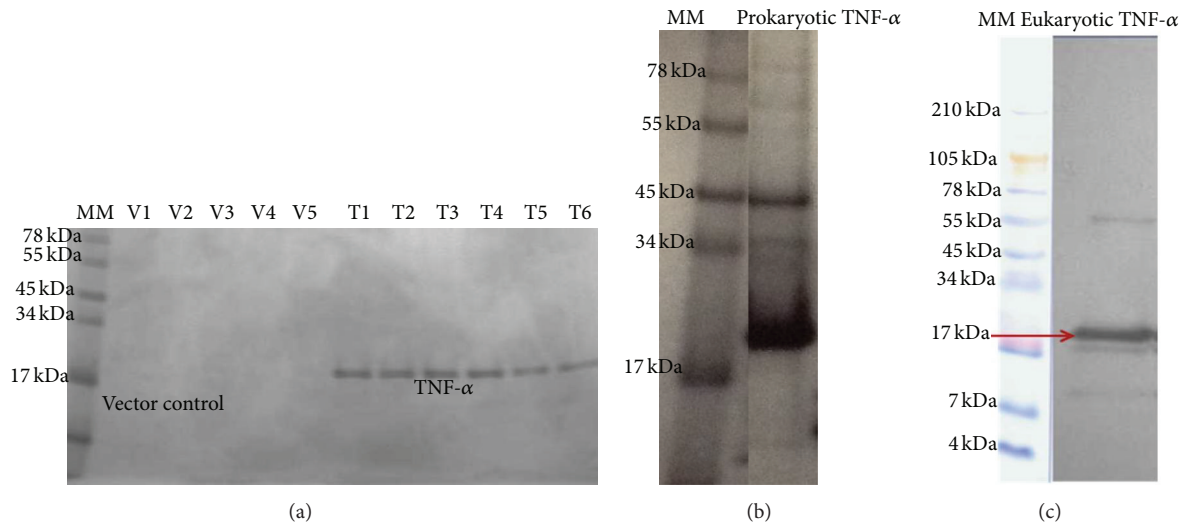 MM V1 V2 V3 V4 V5 T1 T2 T3 T4 T5 T6
78 kDa
55 kDa
45 kDa
34 kDa
17 kDa
TNF-α
Vector control
(a)
MM Prokaryotic TNF-α
78 kDa
55 kDa
45 kDa
34 kDa
17 kDa
(b)
MM Eukaryotic TNF-α
210 kDa
105 kDa
78 kDa
55 kDa
45 kDa
34 kDa
17 kDa
7 kDa
4 kDa
(c)